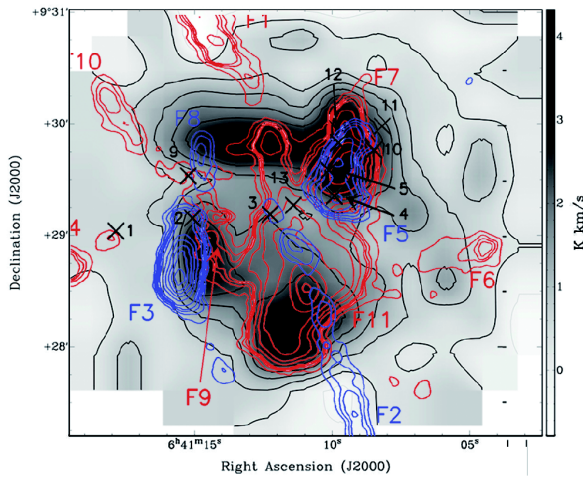 +9°31'
F1
4
10
12
F7
11
+30'
F8
3
10
9
13
5
Declination (J2000)
K km/s
3
4
2
+29'
1
4
F5
2
F6
F3
1
F11
+28'
0
F9
F2
6ʰ41ᵐ15ˢ
10ˢ
05ˢ
Right Ascension (J2000)